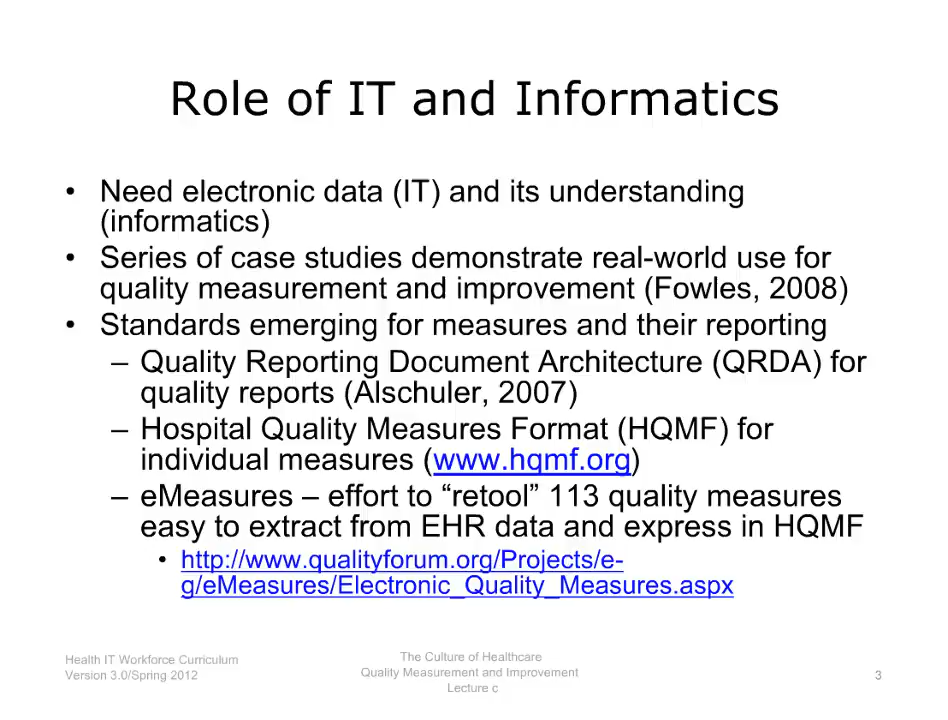 Role of IT and Informatics
• Need electronic data (IT) and its understanding
(informatics)
• Series of case studies demonstrate real-world use for
quality measurement and improvement (Fowles, 2008)
• Standards emerging for measures and their reporting
– Quality Reporting Document Architecture (QRDA) for
quality reports (Alschuler, 2007)
– Hospital Quality Measures Format (HQMF) for
individual measures (www.hqmf.org)
– eMeasures – effort to “retool” 113 quality measures
easy to extract from EHR data and express in HQMF
• http://www.qualityforum.org/Projects/e-
g/eMeasures/Electronic_Quality_Measures.aspx
Health IT Workforce Curriculum
Version 3.0/Spring 2012
The Culture of Healthcare
Quality Measurement and Improvement
Lecture c
3